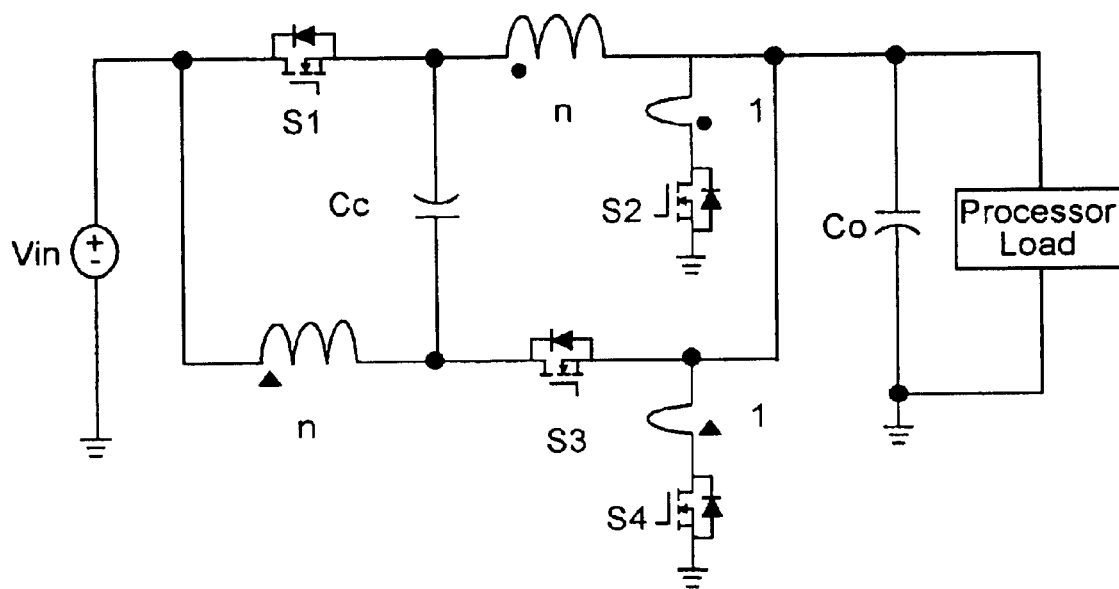 S1
n
1
Cc
S2
Vin
+
-
Co
Processor
Load
n
S3
1
S4